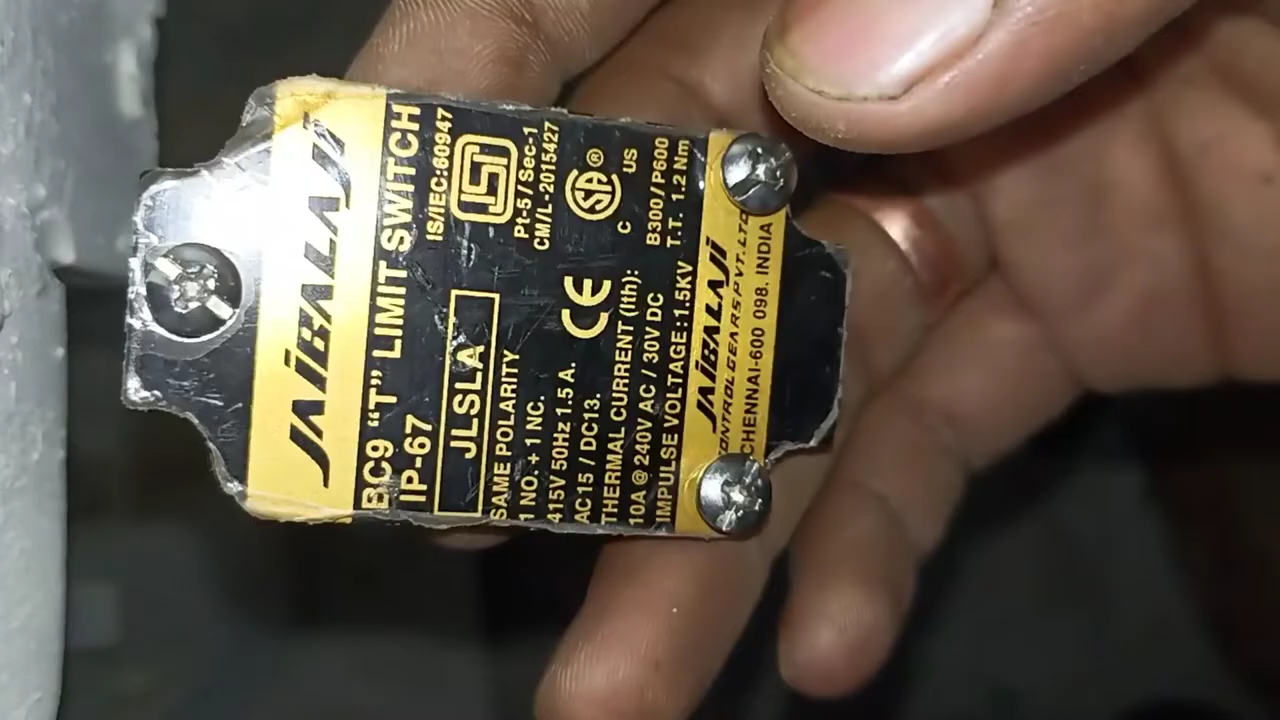 JAiBALAJi
BC9 “T” LIMIT SWITCH
IP-67
IS/IEC:60947
JLSLA
ISI
Pt-5 / Sec-1
CM/L-2015427
SAME POLARITY
1 NO. + 1 NC.
415V 50Hz 1.5 A.
AC15 / DC13.
CE
SA ®
C US
THERMAL CURRENT (Ith):
10A @ 240V AC / 30V DC
B300 / P600
IMPULSE VOLTAGE:1.5KV T.T. 1.2 Nm
JAiBALAJi
CONTROL GEARS PVT. LTD
CHENNAI-600 098. INDIA